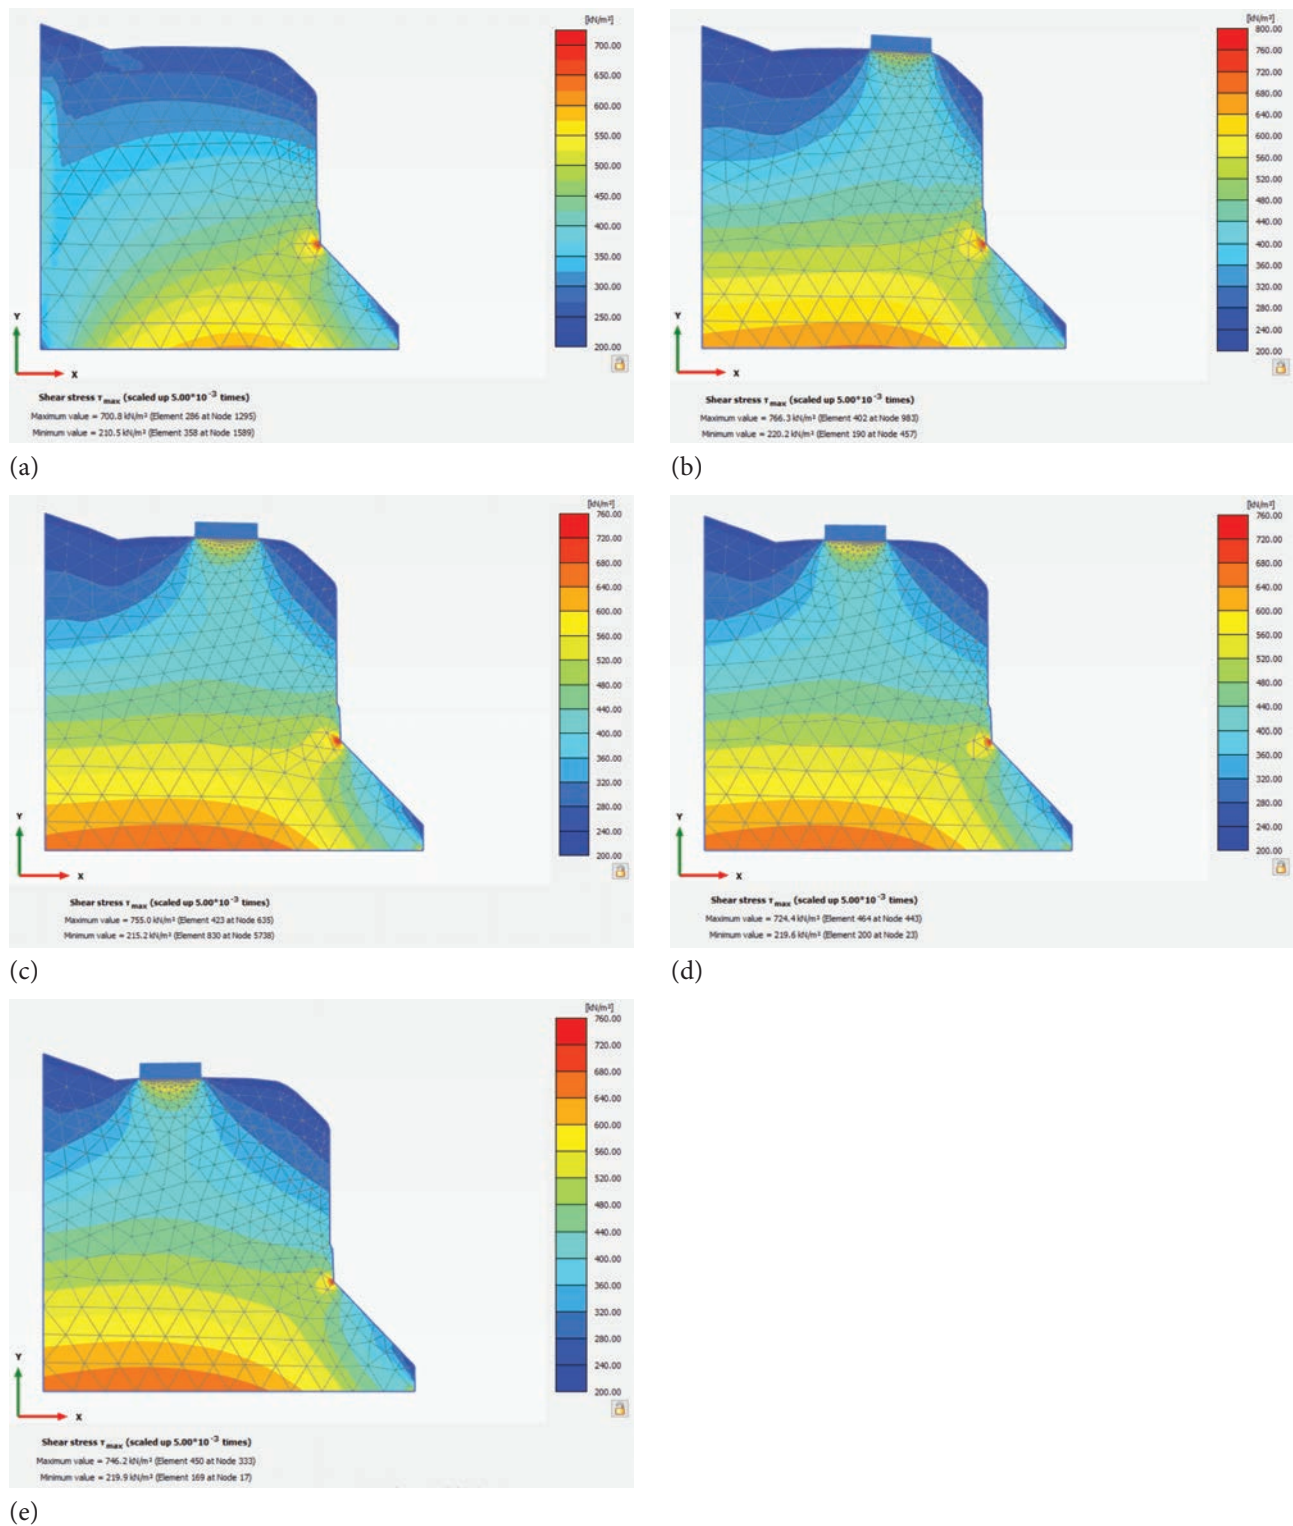 [kN/m²]
700.00
650.00
600.00
550.00
500.00
450.00
400.00
350.00
300.00
250.00
200.00
Y
X
Shear stress τmax (scaled up 5.00*10-3 times)
Maximum value = 700.8 kN/m² (Element 286 at Node 1295)
Minimum value = 210.5 kN/m² (Element 358 at Node 1589)
(a)
[kN/m²]
800.00
760.00
720.00
680.00
640.00
600.00
560.00
520.00
480.00
440.00
400.00
360.00
320.00
280.00
240.00
200.00
Y
X
Shear stress τmax (scaled up 5.00*10-3 times)
Maximum value = 766.3 kN/m² (Element 402 at Node 983)
Minimum value = 220.2 kN/m² (Element 190 at Node 457)
(b)
[kN/m²]
760.00
720.00
680.00
640.00
600.00
560.00
520.00
480.00
440.00
400.00
360.00
320.00
280.00
240.00
200.00
Y
X
Shear stress τmax (scaled up 5.00*10-3 times)
Maximum value = 755.0 kN/m² (Element 423 at Node 635)
Minimum value = 215.2 kN/m² (Element 830 at Node 5738)
(c)
[kN/m²]
760.00
720.00
680.00
640.00
600.00
560.00
520.00
480.00
440.00
400.00
360.00
320.00
280.00
240.00
200.00
Y
X
Shear stress τmax (scaled up 5.00*10-3 times)
Maximum value = 724.4 kN/m² (Element 464 at Node 443)
Minimum value = 219.6 kN/m² (Element 200 at Node 23)
(d)
[kN/m²]
760.00
720.00
680.00
640.00
600.00
560.00
520.00
480.00
440.00
400.00
360.00
320.00
280.00
240.00
200.00
Y
X
Shear stress τmax (scaled up 5.00*10-3 times)
Maximum value = 746.2 kN/m² (Element 450 at Node 333)
Minimum value = 219.9 kN/m² (Element 169 at Node 17)
(e)